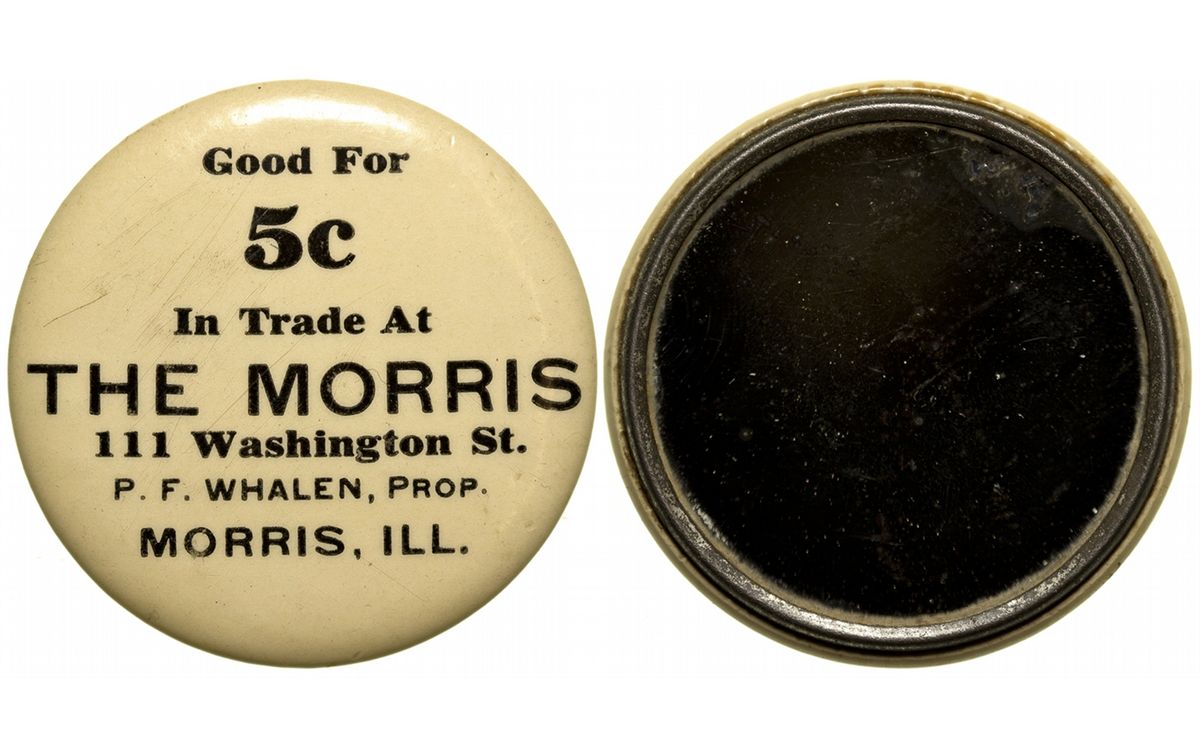 Good For
5c
In Trade At
THE MORRIS
111 Washington St.
P. F. WHALEN, PROP.
MORRIS, ILL.